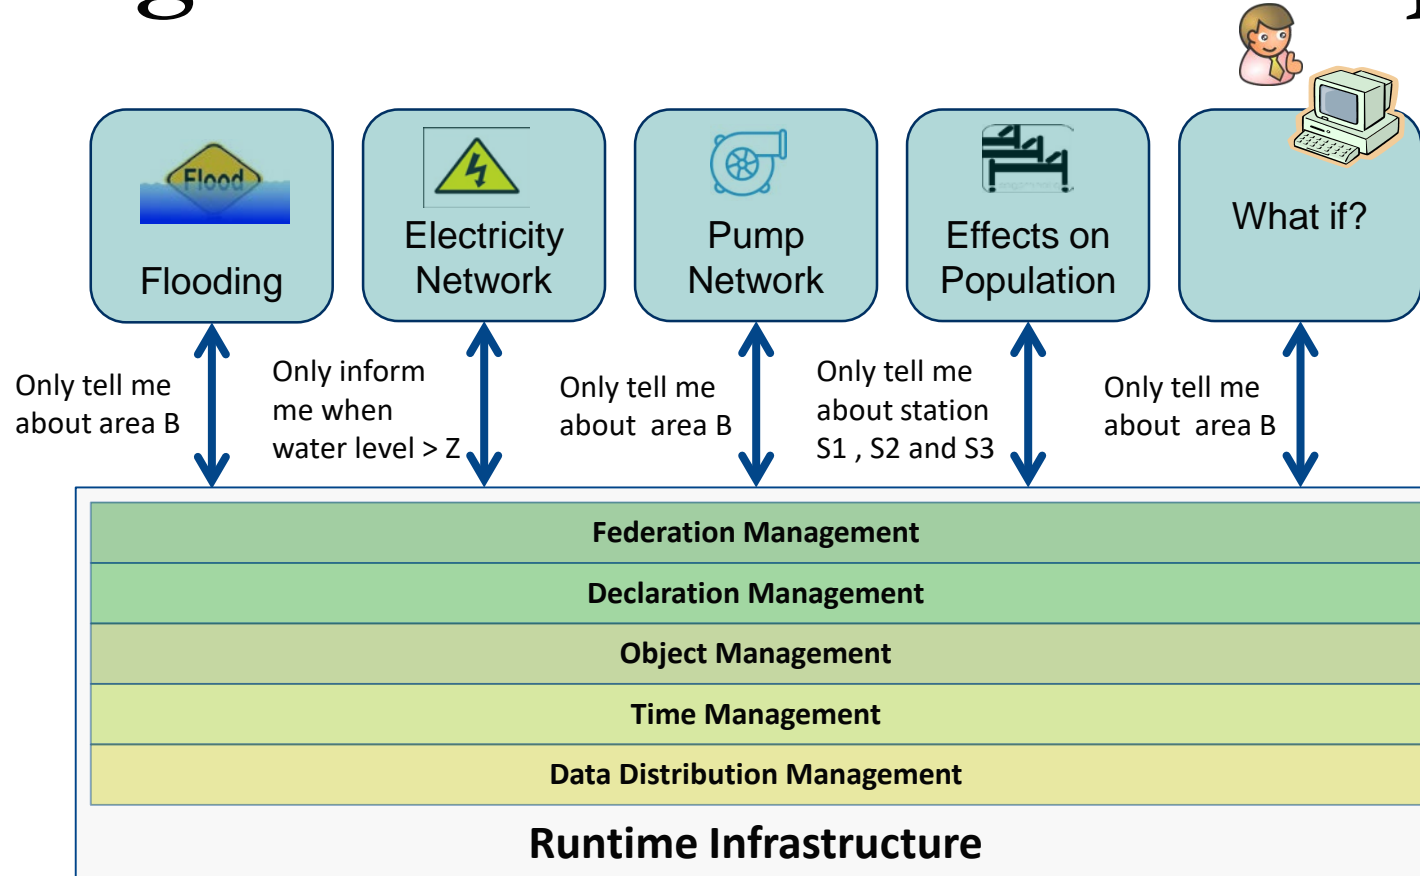 Flood
Flooding
Electricity
Network
Pump
Network
Effects on
Population
What if?
Only tell me
about area B
Only inform
me when
water level > Z
Only tell me
about  area B
Only tell me
about station
S1 , S2 and S3
Only tell me
about  area B
Federation Management
Declaration Management
Object Management
Time Management
Data Distribution Management
Runtime Infrastructure